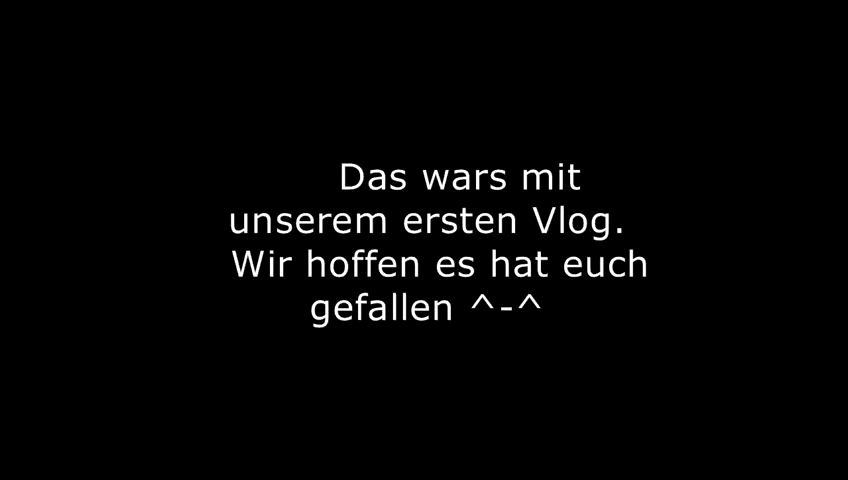 Das wars mit
unserem ersten Vlog.
Wir hoffen es hat euch
gefallen ^-^